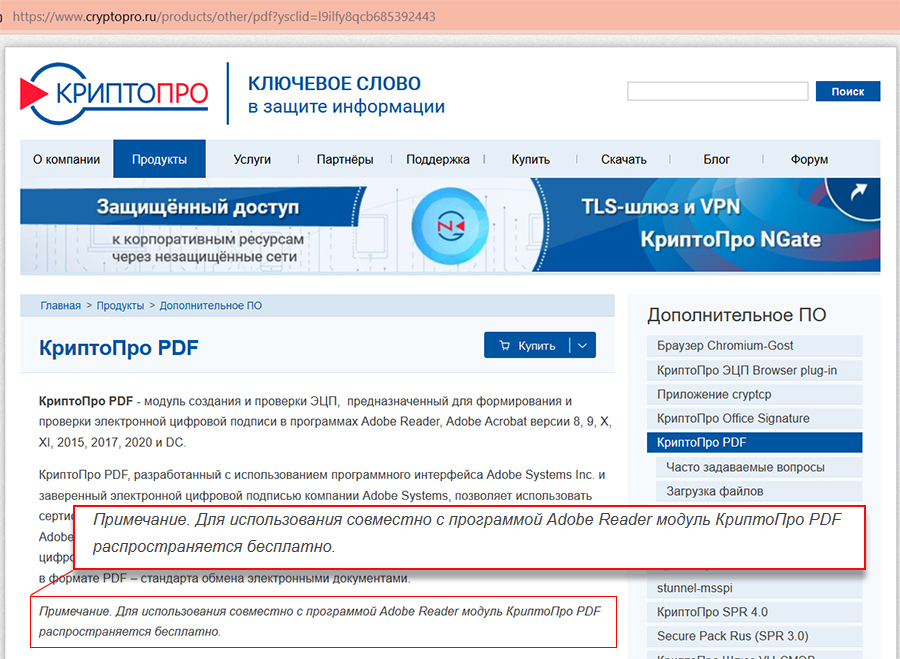 https://www.cryptopro.ru/products/other/pdf?ysclid=l9ilfy8qcb685392443
КРИПТОПРО
КЛЮЧЕВОЕ СЛОВО
в защите информации
Поиск
О компании Продукты Услуги Партнёры Поддержка Купить Скачать Блог Форум
Защищённый доступ
к корпоративным ресурсам
через незащищённые сети
TLS-шлюз и VPN
КриптоПро NGate
Главная > Продукты > Дополнительное ПО
КриптоПро PDF
Купить
КриптоПро PDF - модуль создания и проверки ЭЦП, предназначенный для формирования и
проверки электронной цифровой подписи в программах Adobe Reader, Adobe Acrobat версии 8, 9, X,
XI, 2015, 2017, 2020 и DC.
КриптоПро PDF, разработанный с использованием программного интерфейса Adobe Systems Inc. и
заверенный электронной цифровой подписью компании Adobe Systems, позволяет использовать
Примечание. Для использования совместно с программой Adobe Reader модуль КриптоПро PDF
распространяется бесплатно.
Adobe
в формате PDF – стандарта обмена электронными документами.
Примечание. Для использования совместно с программой Adobe Reader модуль КриптоПро PDF
распространяется бесплатно.
Дополнительное ПО
Браузер Chromium-Gost
КриптоПро ЭЦП Browser plug-in
Приложение cryptcp
КриптоПро Office Signature
КриптоПро PDF
Часто задаваемые вопросы
Загрузка файлов
stunnel-msspi
КриптоПро SPR 4.0
Secure Pack Rus (SPR 3.0)